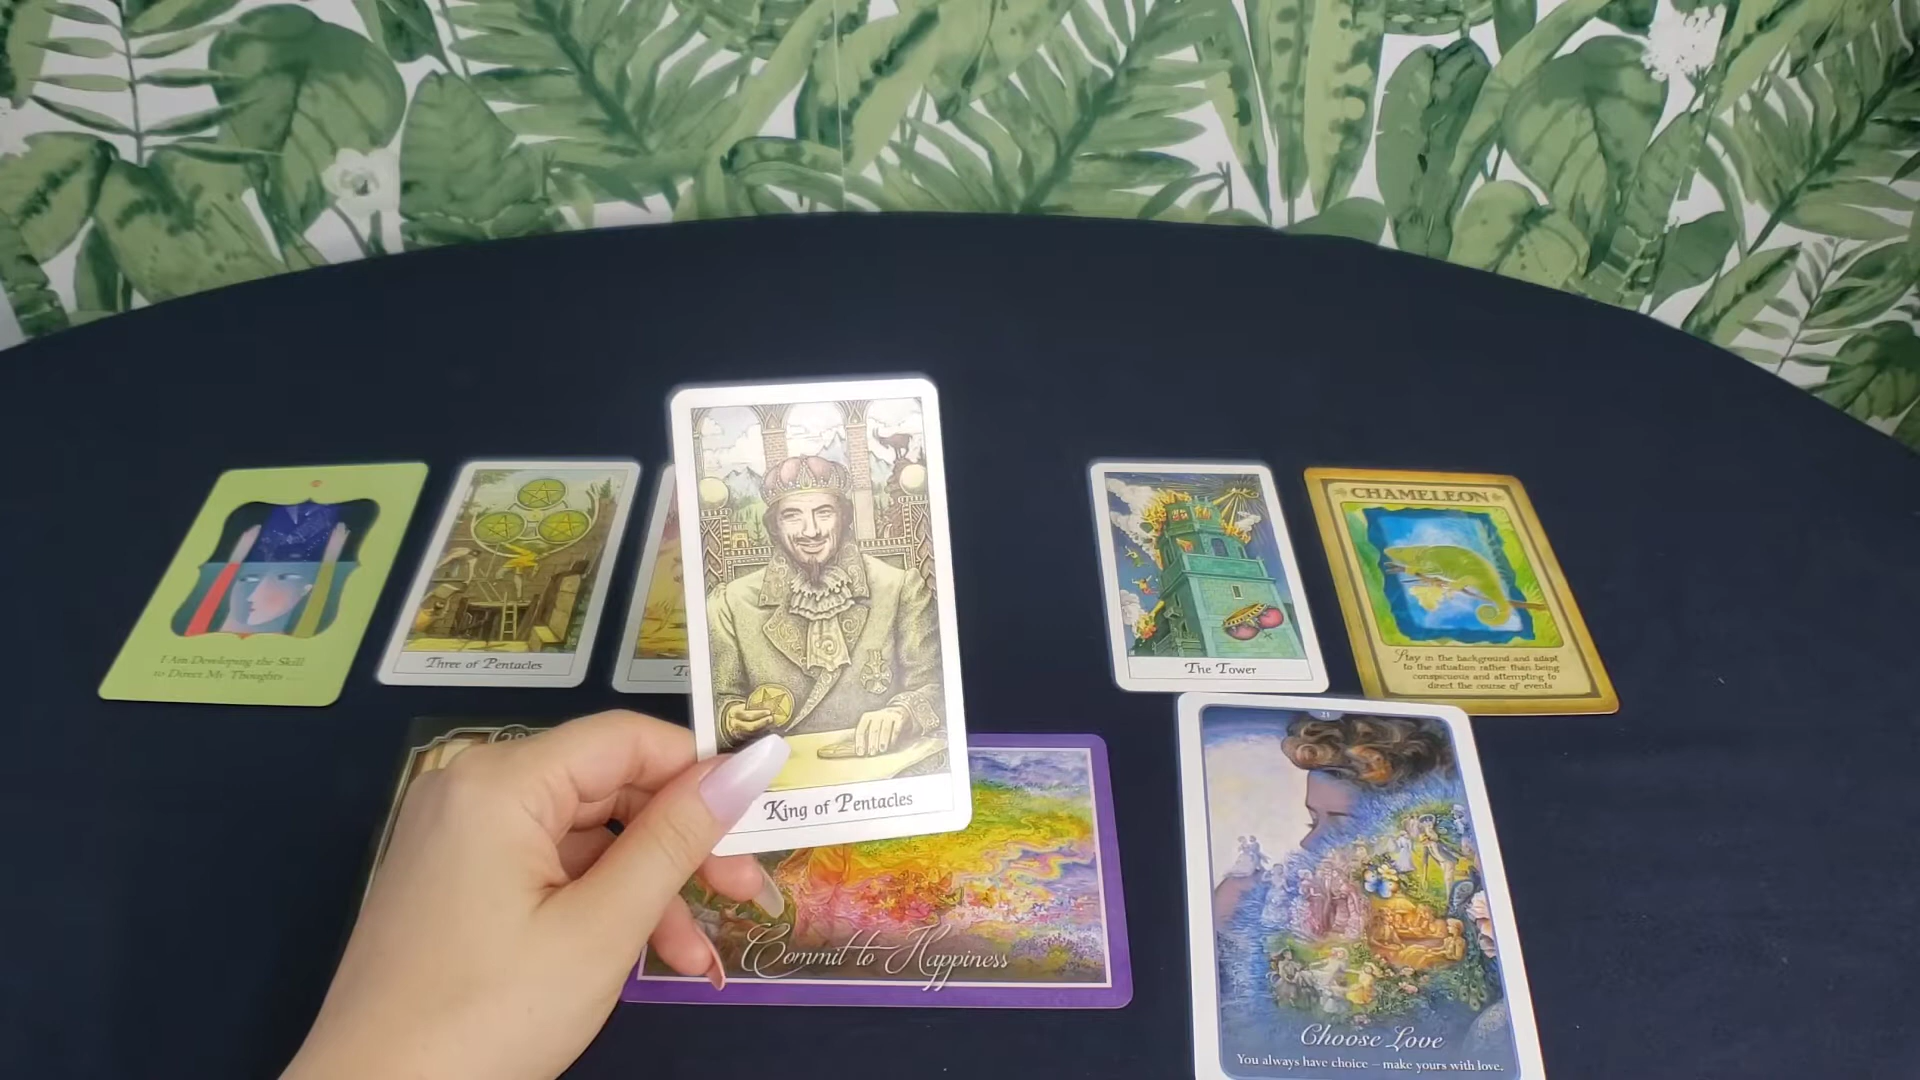 CHAMELEON
I Am Developing the Skill
to Direct My Thoughts ....
Three of Pentacles
The Tower
Stay in the background and adapt
to the situation rather than being
conspicuous and attempting to
direct the course of events
King of Pentacles
Commit to Happiness
Choose Love
You always have choice – make yours with love.